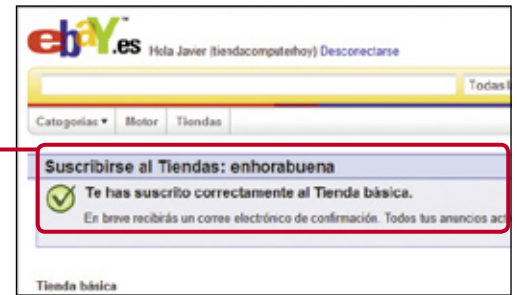 ebaY.es Hola Javier (tiendacomputerhoy) Desconectarse
Todas l
Categorías ▾ Motor Tiendas
Suscribirse al Tiendas: enhorabuena
Te has suscrito correctamente al Tienda básica.
En breve recibirás un correo electrónico de confirmación. Todos tus anuncios act
Tienda básica